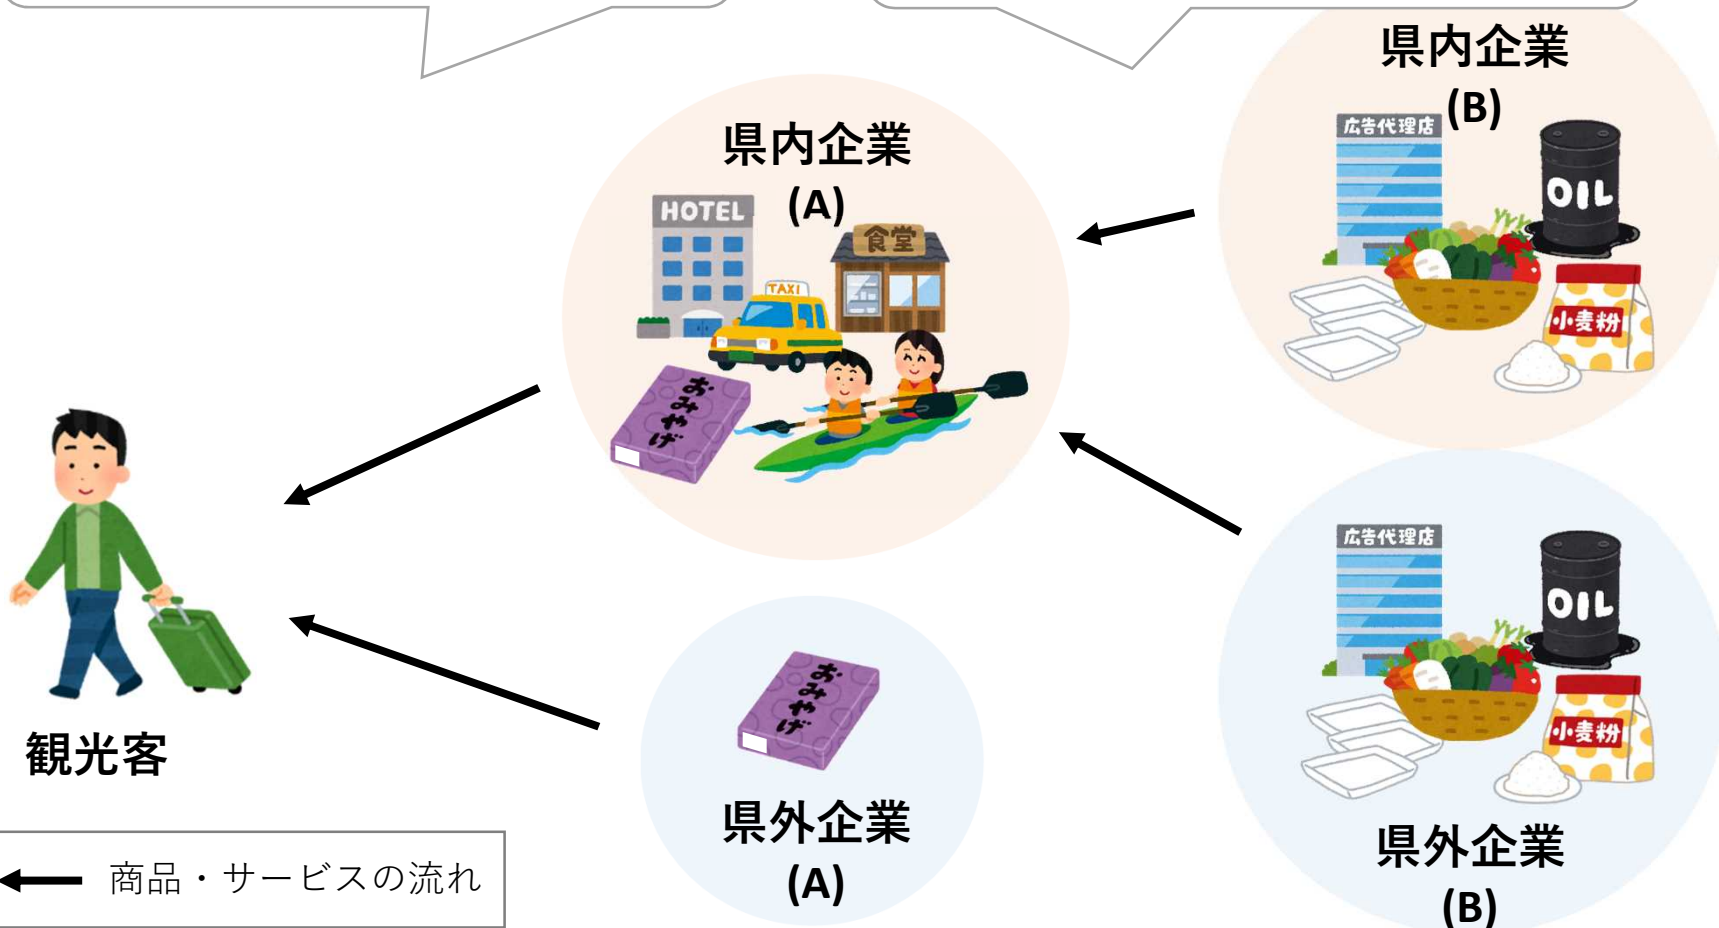 県内企業
(B)
広告代理店
OIL
小麦粉
県内企業
(A)
HOTEL
食堂
TAXI
おみやげ
観光客
おみやげ
県外企業
(A)
広告代理店
OIL
小麦粉
県外企業
(B)
商品・サービスの流れ